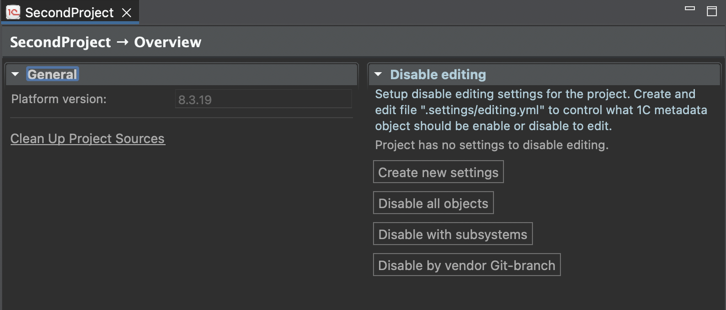 1C SecondProject
SecondProject → Overview
General
Platform version: 8.3.19
Clean Up Project Sources
Disable editing
Setup disable editing settings for the project. Create and
edit file ".settings/editing.yml" to control what 1C metadata
object should be enable or disable to edit.
Project has no settings to disable editing.
Create new settings
Disable all objects
Disable with subsystems
Disable by vendor Git-branch